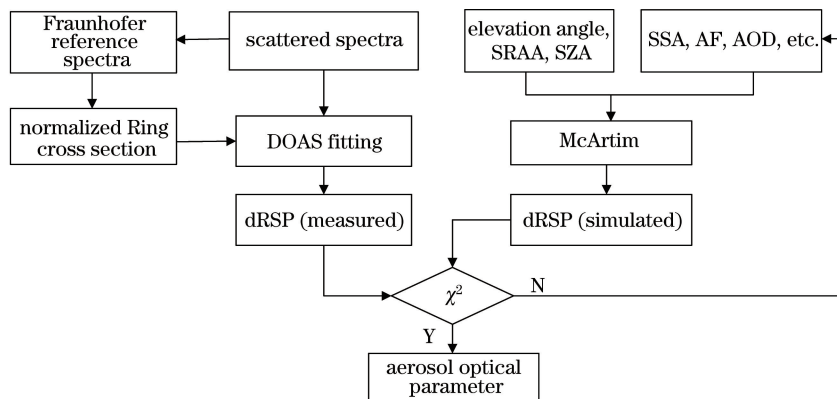 Fraunhofer
reference
spectra
scattered spectra
elevation angle,
SRAA, SZA
SSA, AF, AOD, etc.
normalized Ring
cross section
DOAS fitting
McArtim
dRSP (measured)
dRSP (simulated)
χ²
N
Y
aerosol optical
parameter